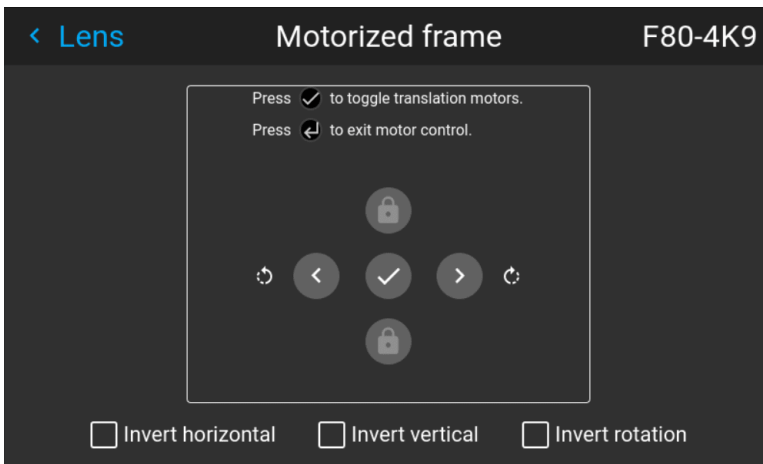 Lens
Motorized frame
F80-4K9
Press to toggle translation motors.
Press to exit motor control.
Invert horizontal
Invert vertical
Invert rotation